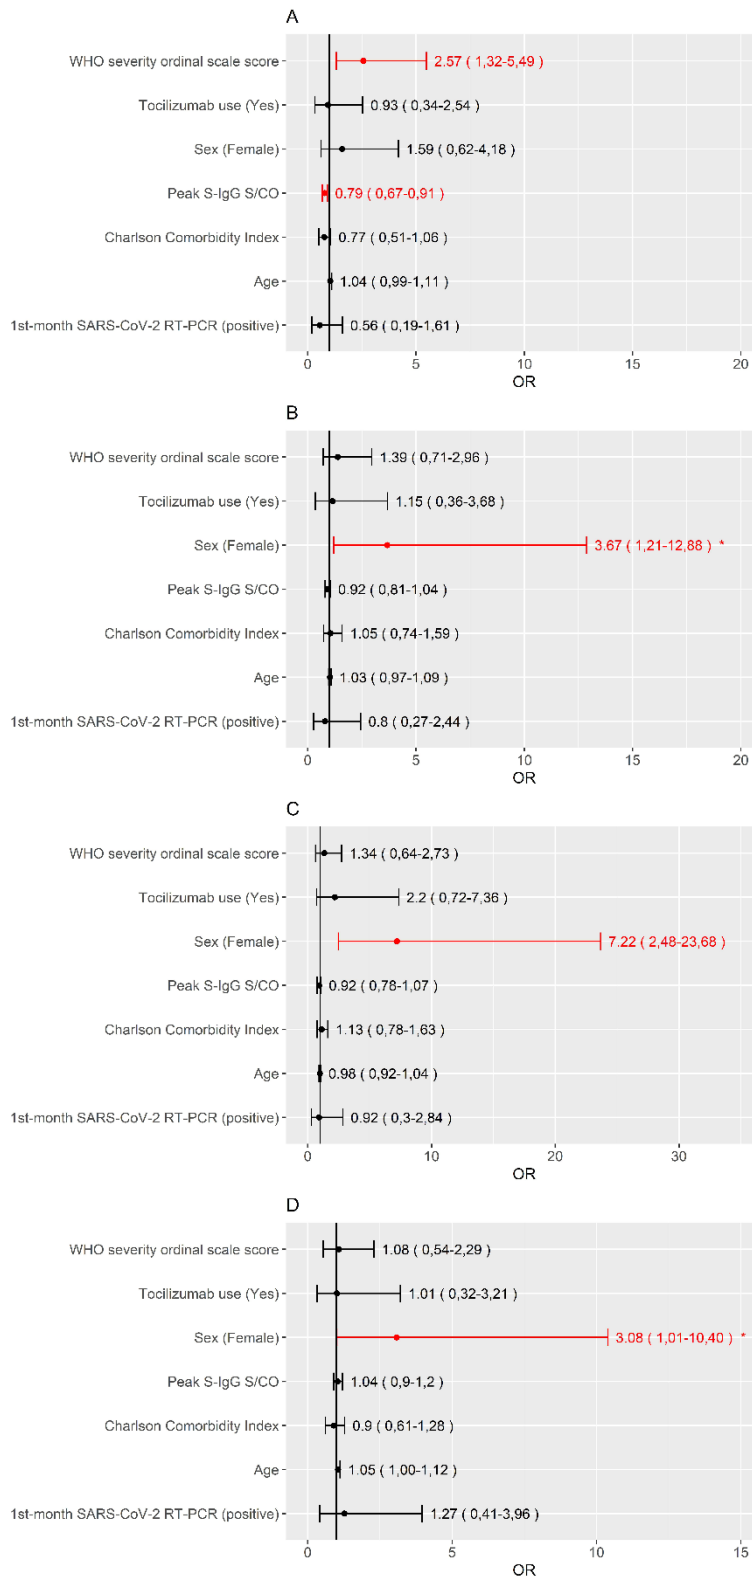 A
WHO severity ordinal scale score
2.57 ( 1,32-5,49 )
Tocilizumab use (Yes)
0.93 ( 0,34-2,54 )
Sex (Female)
1.59 ( 0,62-4,18 )
Peak S-IgG S/CO
0.79 ( 0,67-0,91 )
Charlson Comorbidity Index
0.77 ( 0,51-1,06 )
Age
1.04 ( 0,99-1,11 )
1st-month SARS-CoV-2 RT-PCR (positive)
0.56 ( 0,19-1,61 )
0 5 10 15 20
OR
B
WHO severity ordinal scale score
1.39 ( 0,71-2,96 )
Tocilizumab use (Yes)
1.15 ( 0,36-3,68 )
Sex (Female)
3.67 ( 1,21-12,88 ) *
Peak S-IgG S/CO
0.92 ( 0,81-1,04 )
Charlson Comorbidity Index
1.05 ( 0,74-1,59 )
Age
1.03 ( 0,97-1,09 )
1st-month SARS-CoV-2 RT-PCR (positive)
0.8 ( 0,27-2,44 )
0 5 10 15 20
OR
C
WHO severity ordinal scale score
1.34 ( 0,64-2,73 )
Tocilizumab use (Yes)
2.2 ( 0,72-7,36 )
Sex (Female)
7.22 ( 2,48-23,68 )
Peak S-IgG S/CO
0.92 ( 0,78-1,07 )
Charlson Comorbidity Index
1.13 ( 0,78-1,63 )
Age
0.98 ( 0,92-1,04 )
1st-month SARS-CoV-2 RT-PCR (positive)
0.92 ( 0,3-2,84 )
0 10 20 30
OR
D
WHO severity ordinal scale score
1.08 ( 0,54-2,29 )
Tocilizumab use (Yes)
1.01 ( 0,32-3,21 )
Sex (Female)
3.08 ( 1,01-10,40 ) *
Peak S-IgG S/CO
1.04 ( 0,9-1,2 )
Charlson Comorbidity Index
0.9 ( 0,61-1,28 )
Age
1.05 ( 1,00-1,12 )
1st-month SARS-CoV-2 RT-PCR (positive)
1.27 ( 0,41-3,96 )
0 5 10 15
OR